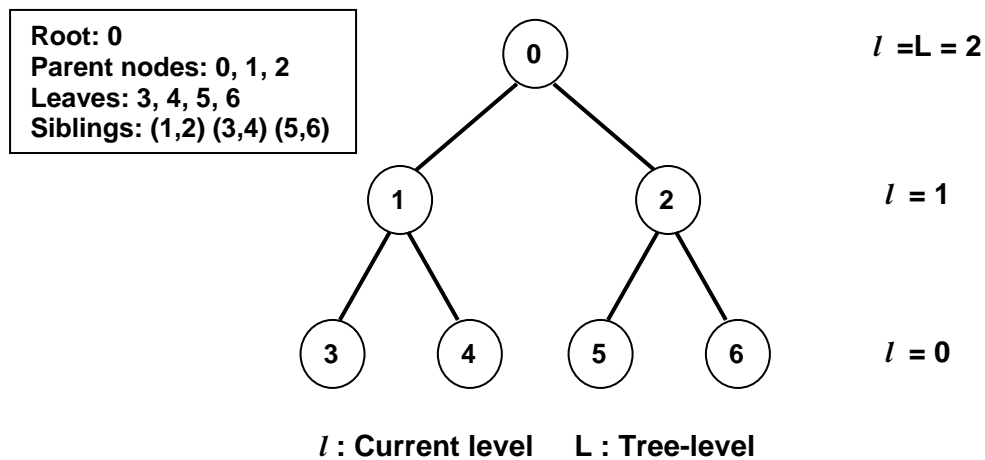 Root: 0
Parent nodes: 0, 1, 2
Leaves: 3, 4, 5, 6
Siblings: (1,2) (3,4) (5,6)
0
l =L = 2
1
2
l = 1
3
4
5
6
l = 0
l : Current level L : Tree-level